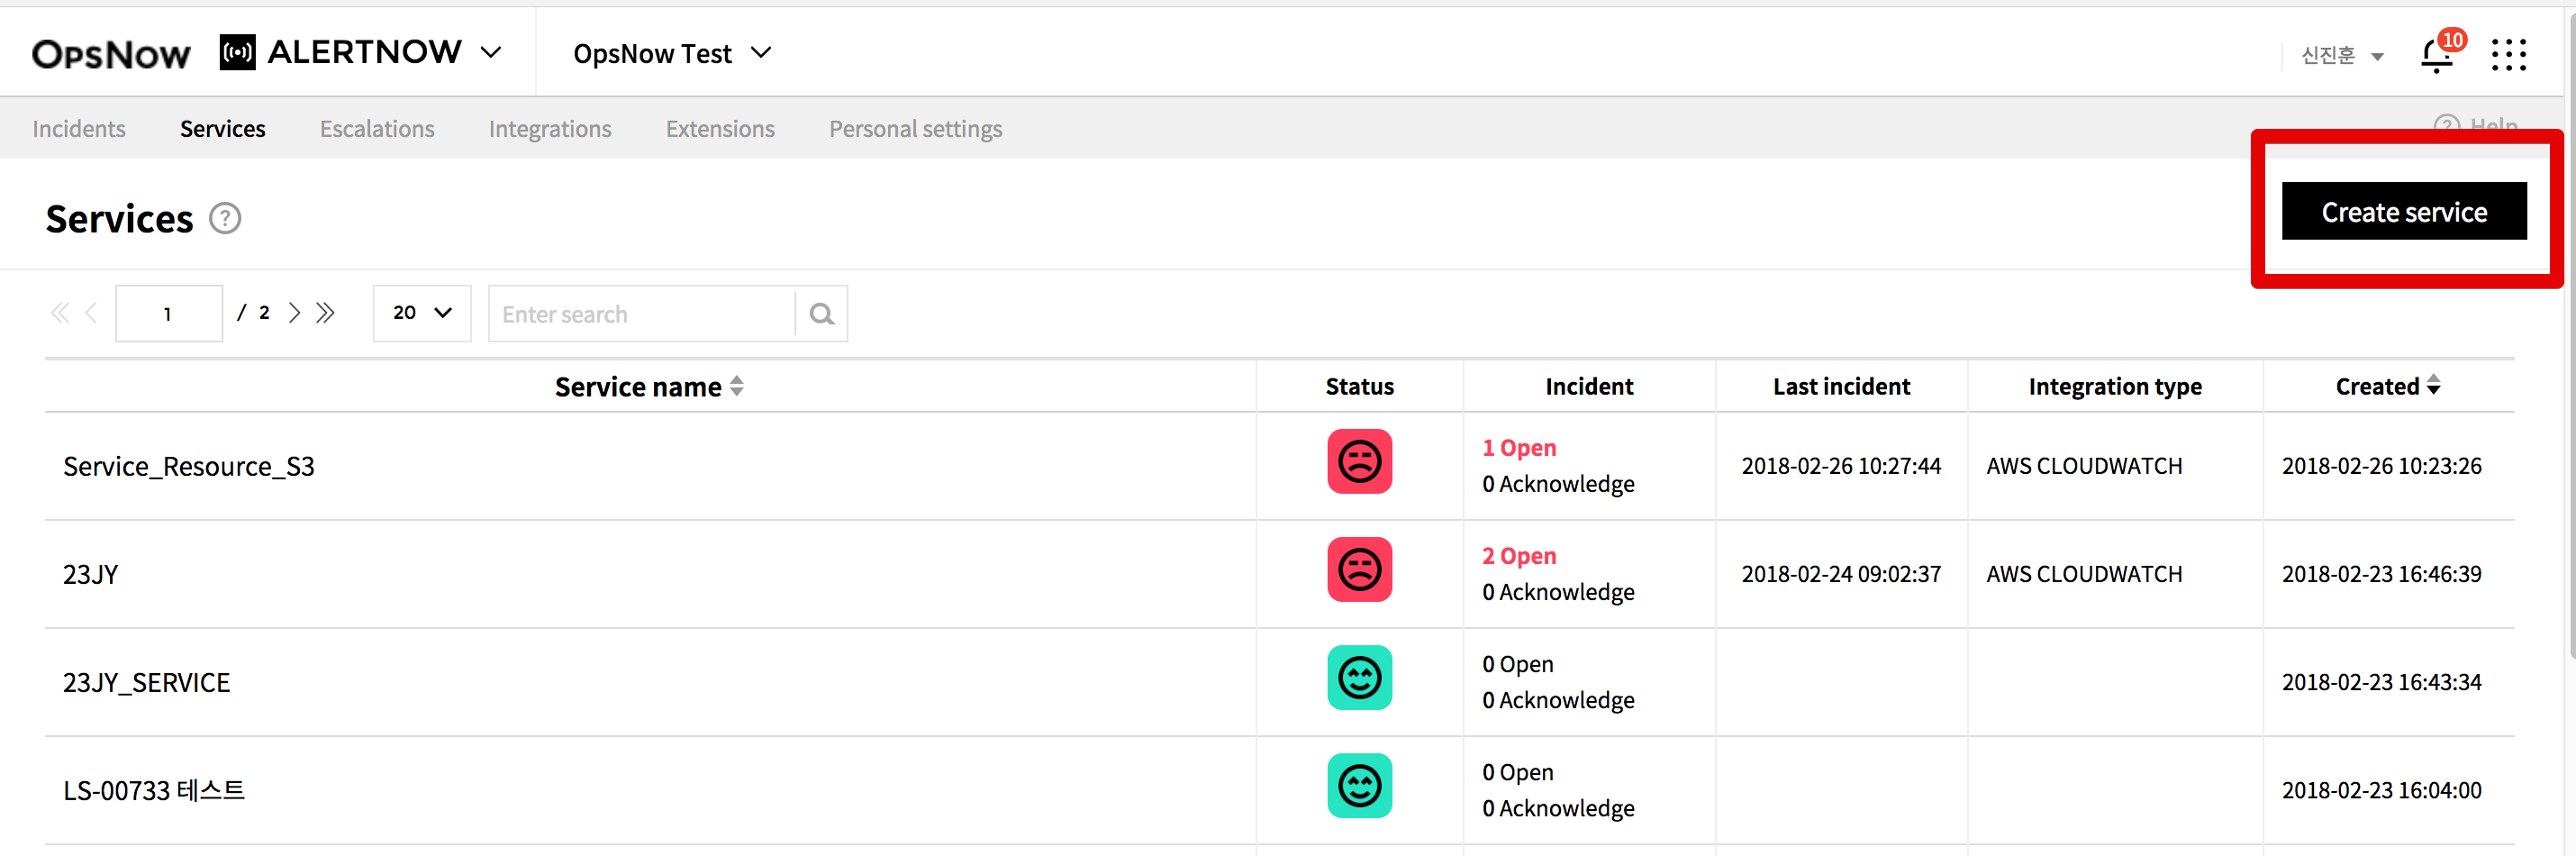 OpsNow ALERTNOW OpsNow Test 신진훈 10
Incidents Services Escalations Integrations Extensions Personal settings ? Help
Services ? Create service
1 / 2 20 Enter search
Service name Status Incident Last incident Integration type Created
Service_Resource_S3 1 Open 2018-02-26 10:27:44 AWS CLOUDWATCH 2018-02-26 10:23:26
0 Acknowledge
23JY 2 Open 2018-02-24 09:02:37 AWS CLOUDWATCH 2018-02-23 16:46:39
0 Acknowledge
23JY_SERVICE 0 Open 2018-02-23 16:43:34
0 Acknowledge
LS-00733 테스트 0 Open 2018-02-23 16:04:00
0 Acknowledge